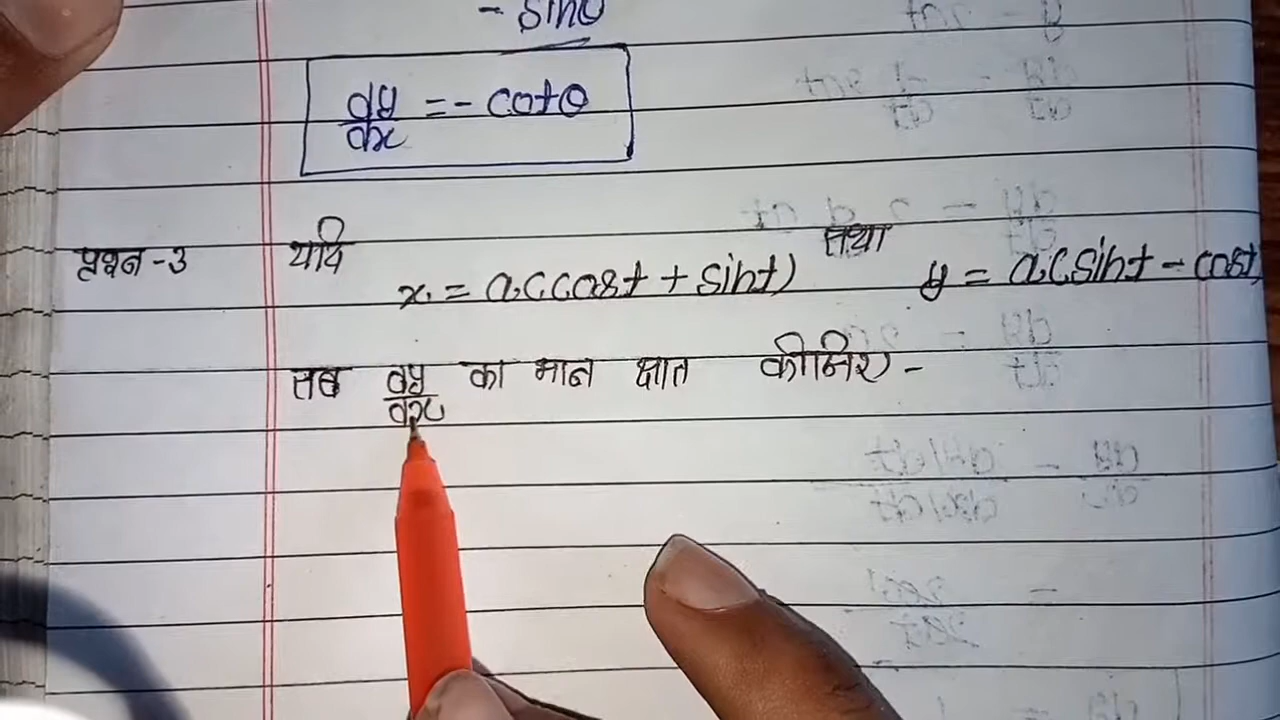 - sinθ
dy/dx = - cotθ
प्रश्न -3 यदि x = a(cost + sint) तथा y = a(sint - cost)
तब dy/dx का मान ज्ञात कीजिए -